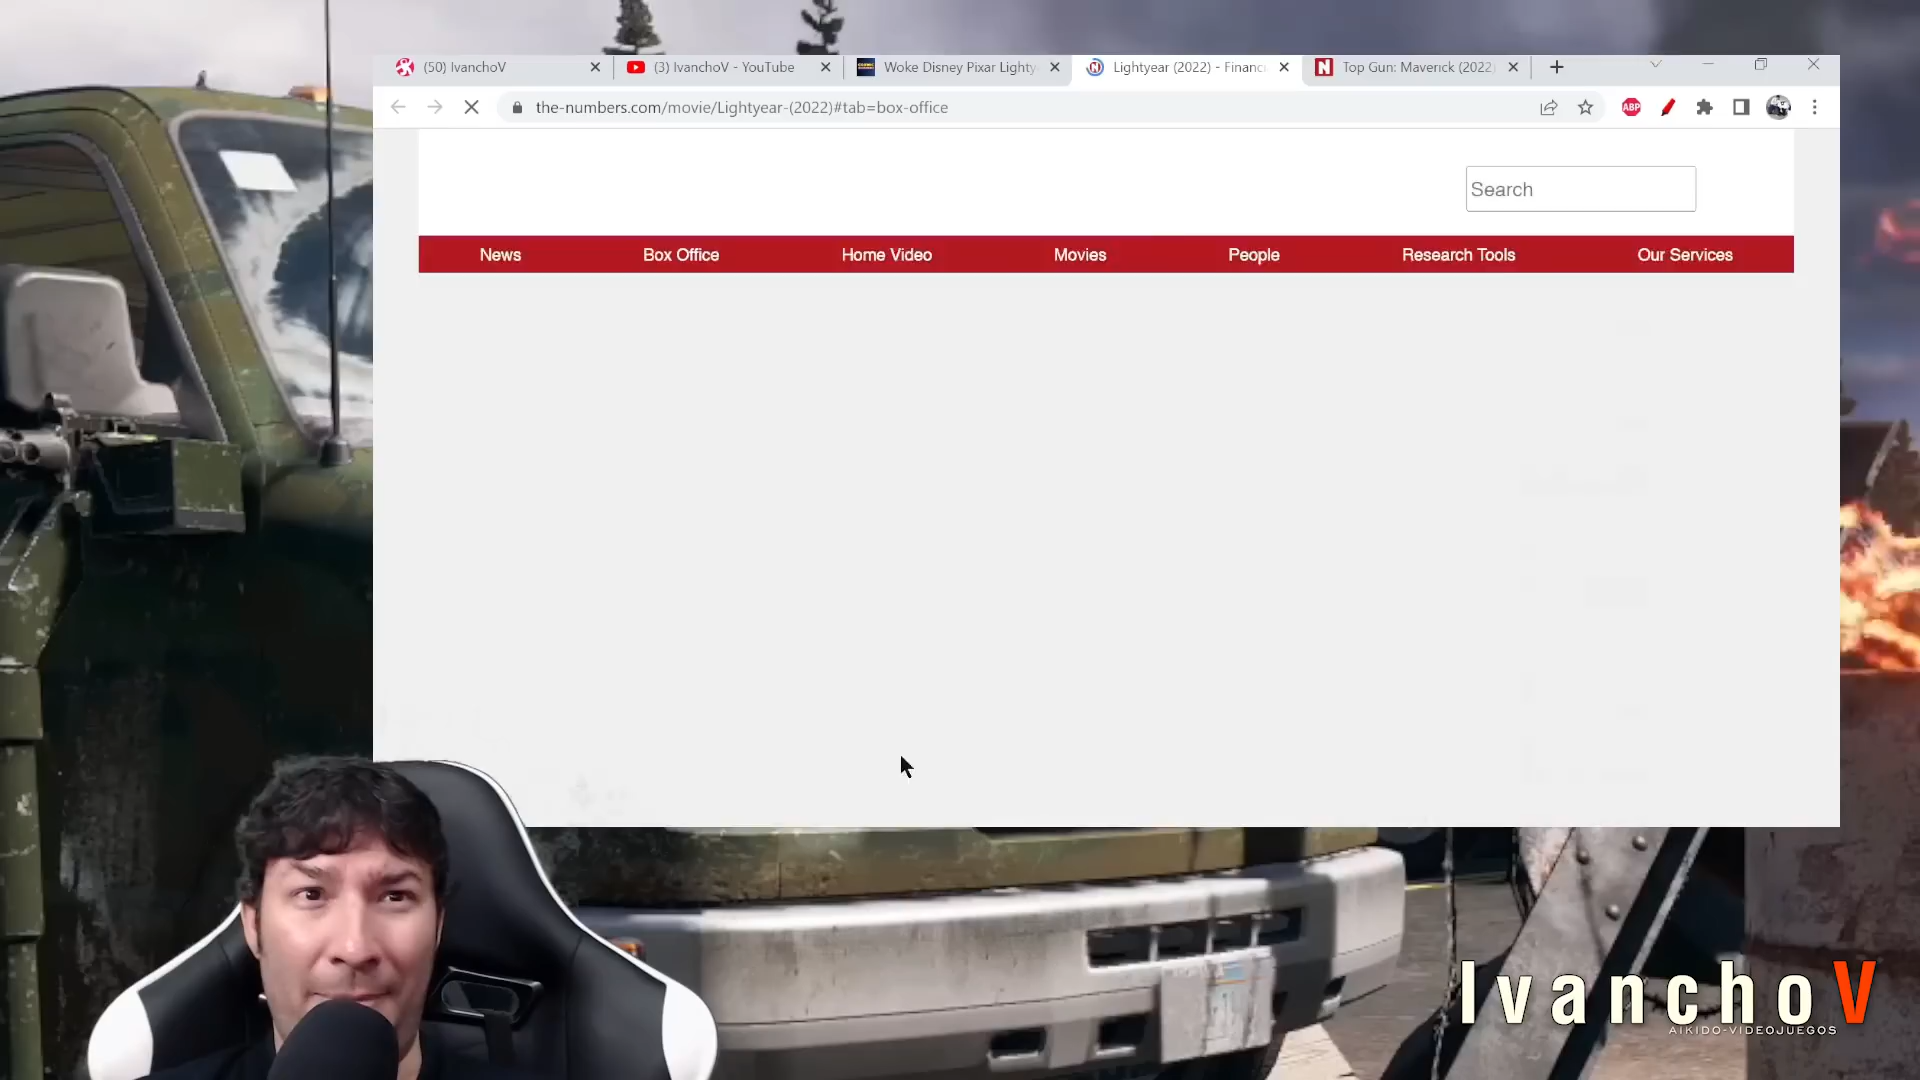 (50) IvanchoV
(3) IvanchoV - YouTube
Woke Disney Pixar Lighty
Lightyear (2022) - Financ
Top Gun: Maverick (2022)
the-numbers.com/movie/Lightyear-(2022)#tab=box-office
ABP
Search
News
Box Office
Home Video
Movies
People
Research Tools
Our Services
IvanchoV
AIKIDO-VIDEOJUEGOS